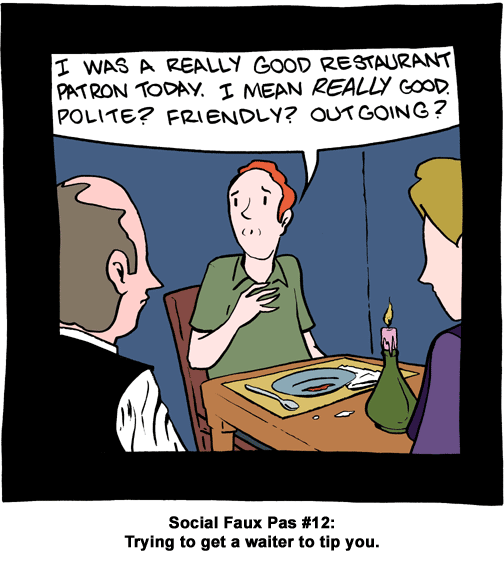 I WAS A REALLY GOOD RESTAURANT
PATRON TODAY. I MEAN REALLY GOOD.
POLITE? FRIENDLY? OUTGOING?
Social Faux Pas #12:
Trying to get a waiter to tip you.